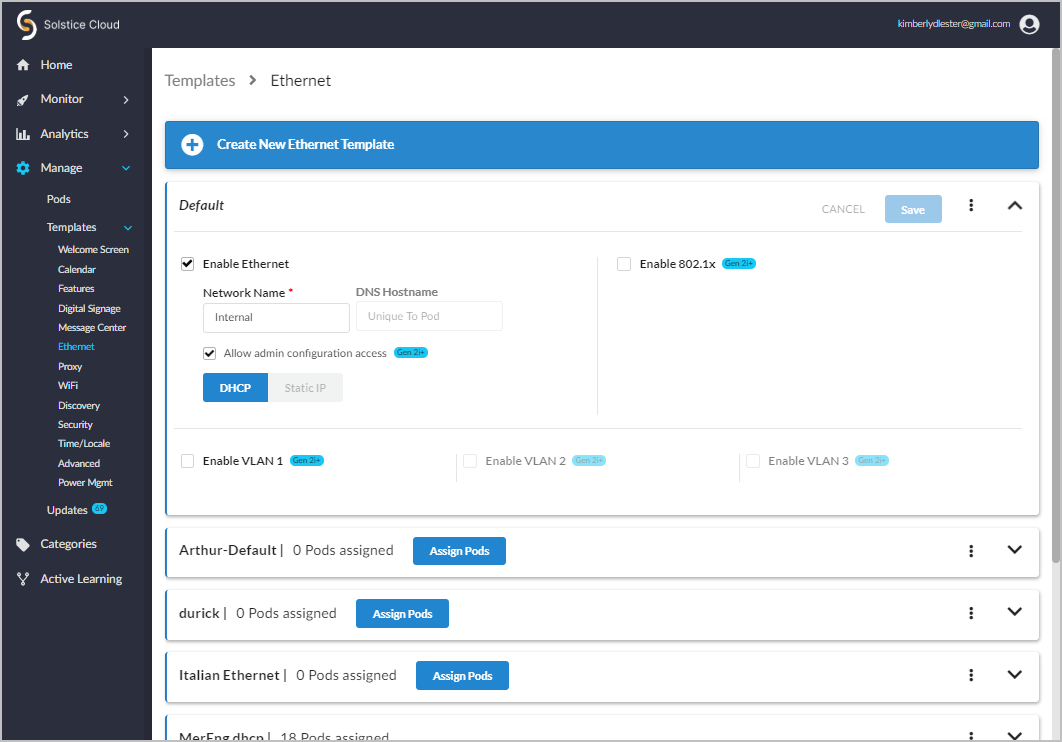 Solstice Cloud
kimberlydlester@gmail.com
Home
Monitor
Analytics
Manage
Pods
Templates
Welcome Screen
Calendar
Features
Digital Signage
Message Center
Ethernet
Proxy
WiFi
Discovery
Security
Time/Locale
Advanced
Power Mgmt
Updates 69
Categories
Active Learning
Templates > Ethernet
Create New Ethernet Template
Default
CANCEL Save
Enable Ethernet
Network Name * DNS Hostname
Internal Unique To Pod
Allow admin configuration access Gen 2i+
DHCP Static IP
Enable 802.1x Gen 2i+
Enable VLAN 1 Gen 2i+ Enable VLAN 2 Gen 2i+ Enable VLAN 3 Gen 2i+
Arthur-Default | 0 Pods assigned Assign Pods
durick | 0 Pods assigned Assign Pods
Italian Ethernet | 0 Pods assigned Assign Pods
MerEng dhcp | 18 Pods assigned